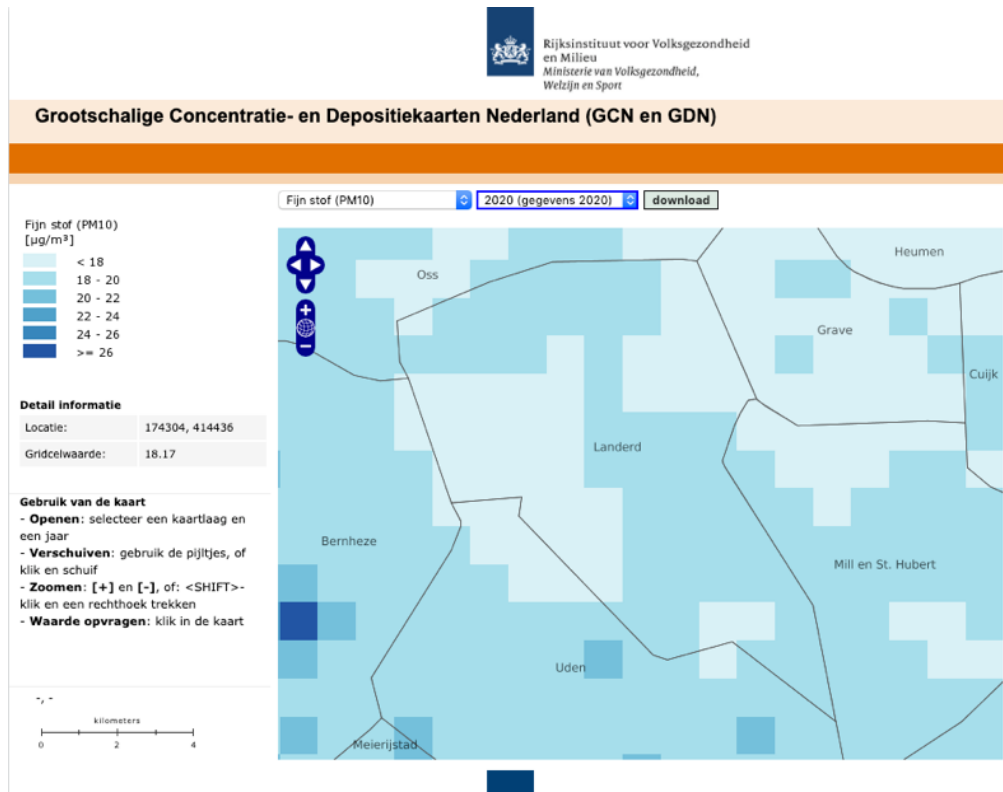 Rijksinstituut voor Volksgezondheid
en Milieu
Ministerie van Volksgezondheid,
Welzijn en Sport
Grootschalige Concentratie- en Depositiekaarten Nederland (GCN en GDN)
Fijn stof (PM10)
2020 (gegevens 2020)
download
Fijn stof (PM10)
[µg/m³]
< 18
18 - 20
20 - 22
22 - 24
24 - 26
>= 26
Detail informatie
Locatie: 174304, 414436
Gridcelwaarde: 18.17
Gebruik van de kaart
- Openen: selecteer een kaartlaag en
een jaar
- Verschuiven: gebruik de pijltjes, of
klik en schuif
- Zoomen: [+] en [-], of: <SHIFT>-
klik en een rechthoek trekken
- Waarde opvragen: klik in de kaart
-, -
kilometers
0 2 4
Oss
Heumen
Grave
Cuijk
Landerd
Bernheze
Mill en St. Hubert
Uden
Meierijstad